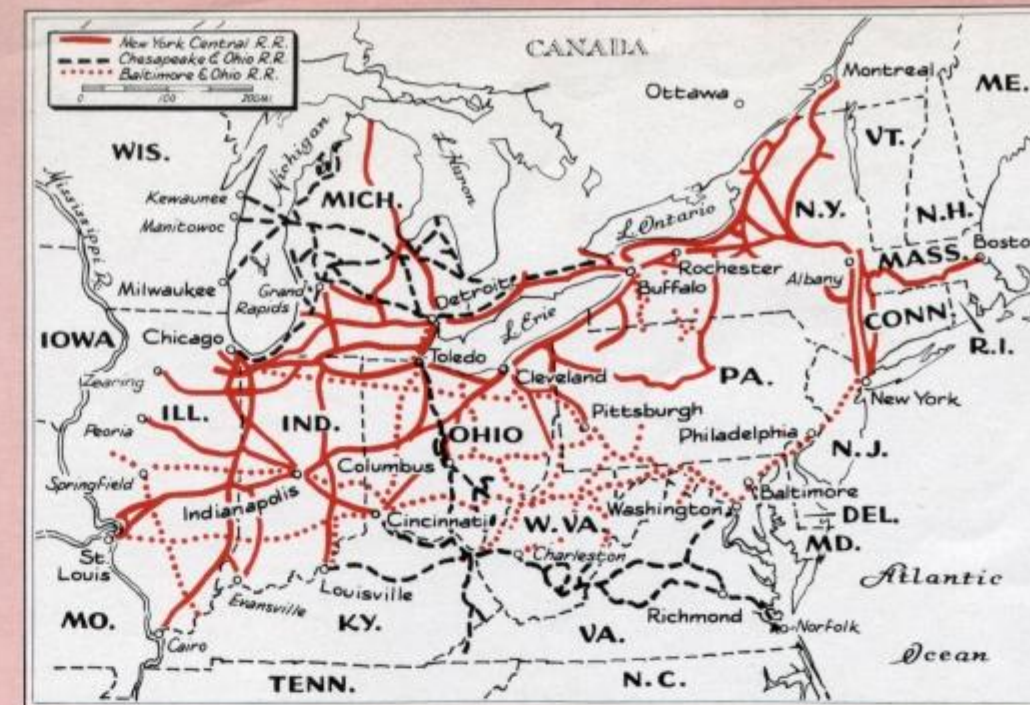 New York Central R.R.
Chesapeake & Ohio R.R.
Baltimore & Ohio R.R.
0 100 200 MI
CANADA
Montreal
Ottawa
ME.
VT.
WIS.
L. Michigan
L. Huron
Mississippi R.
Kewaunee
MICH.
L. Ontario
N.Y.
N.H.
Manitowoc
Boston
MASS.
Rochester
Albany
Milwaukee
Grand
Rapids
Detroit
Buffalo
CONN.
L. Erie
R.I.
IOWA
Chicago
Toledo
Zearing
Cleveland
PA.
New York
ILL.
IND.
Pittsburgh
Peoria
OHIO
Philadelphia
N.J.
Columbus
Springfield
Indianapolis
Baltimore
Washington
DEL.
Cincinnati
W.VA.
MD.
St.
Louis
Charleston
Atlantic
Evansville
Louisville
Richmond
MO.
KY.
VA.
Norfolk
Cairo
Ocean
TENN.
N.C.